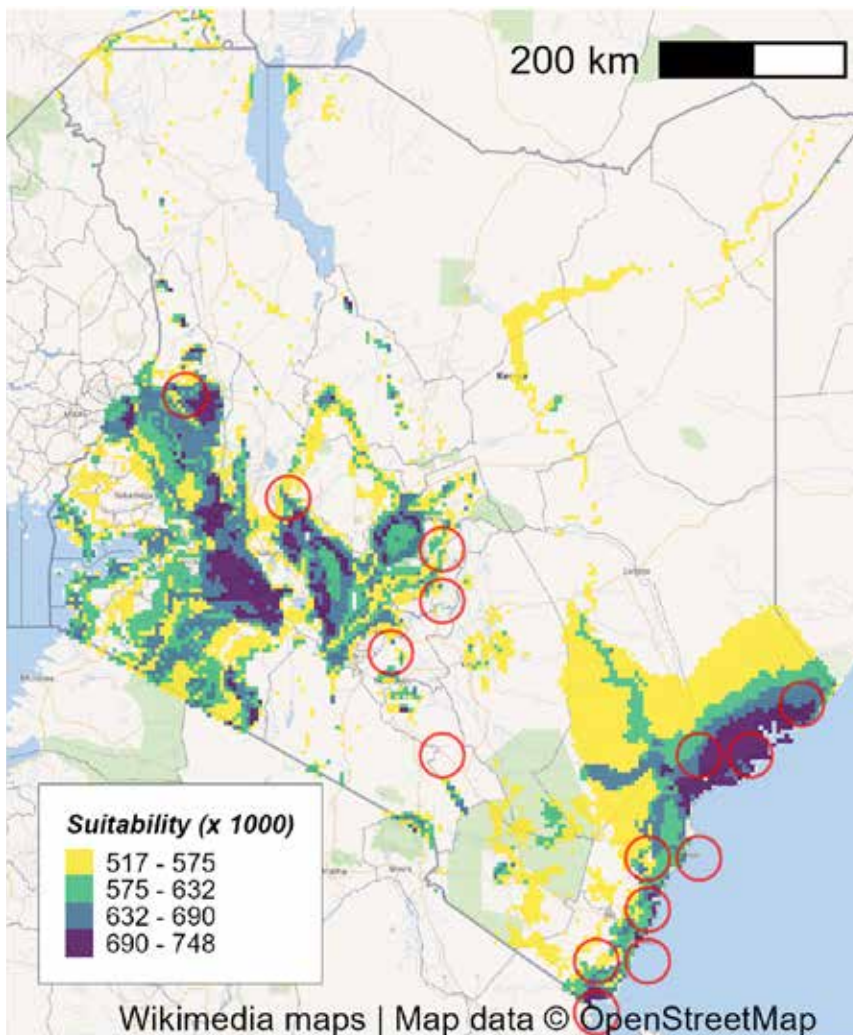 200 km
Suitability (x 1000)
517 - 575
575 - 632
632 - 690
690 - 748
Wikimedia maps | Map data © OpenStreetMap